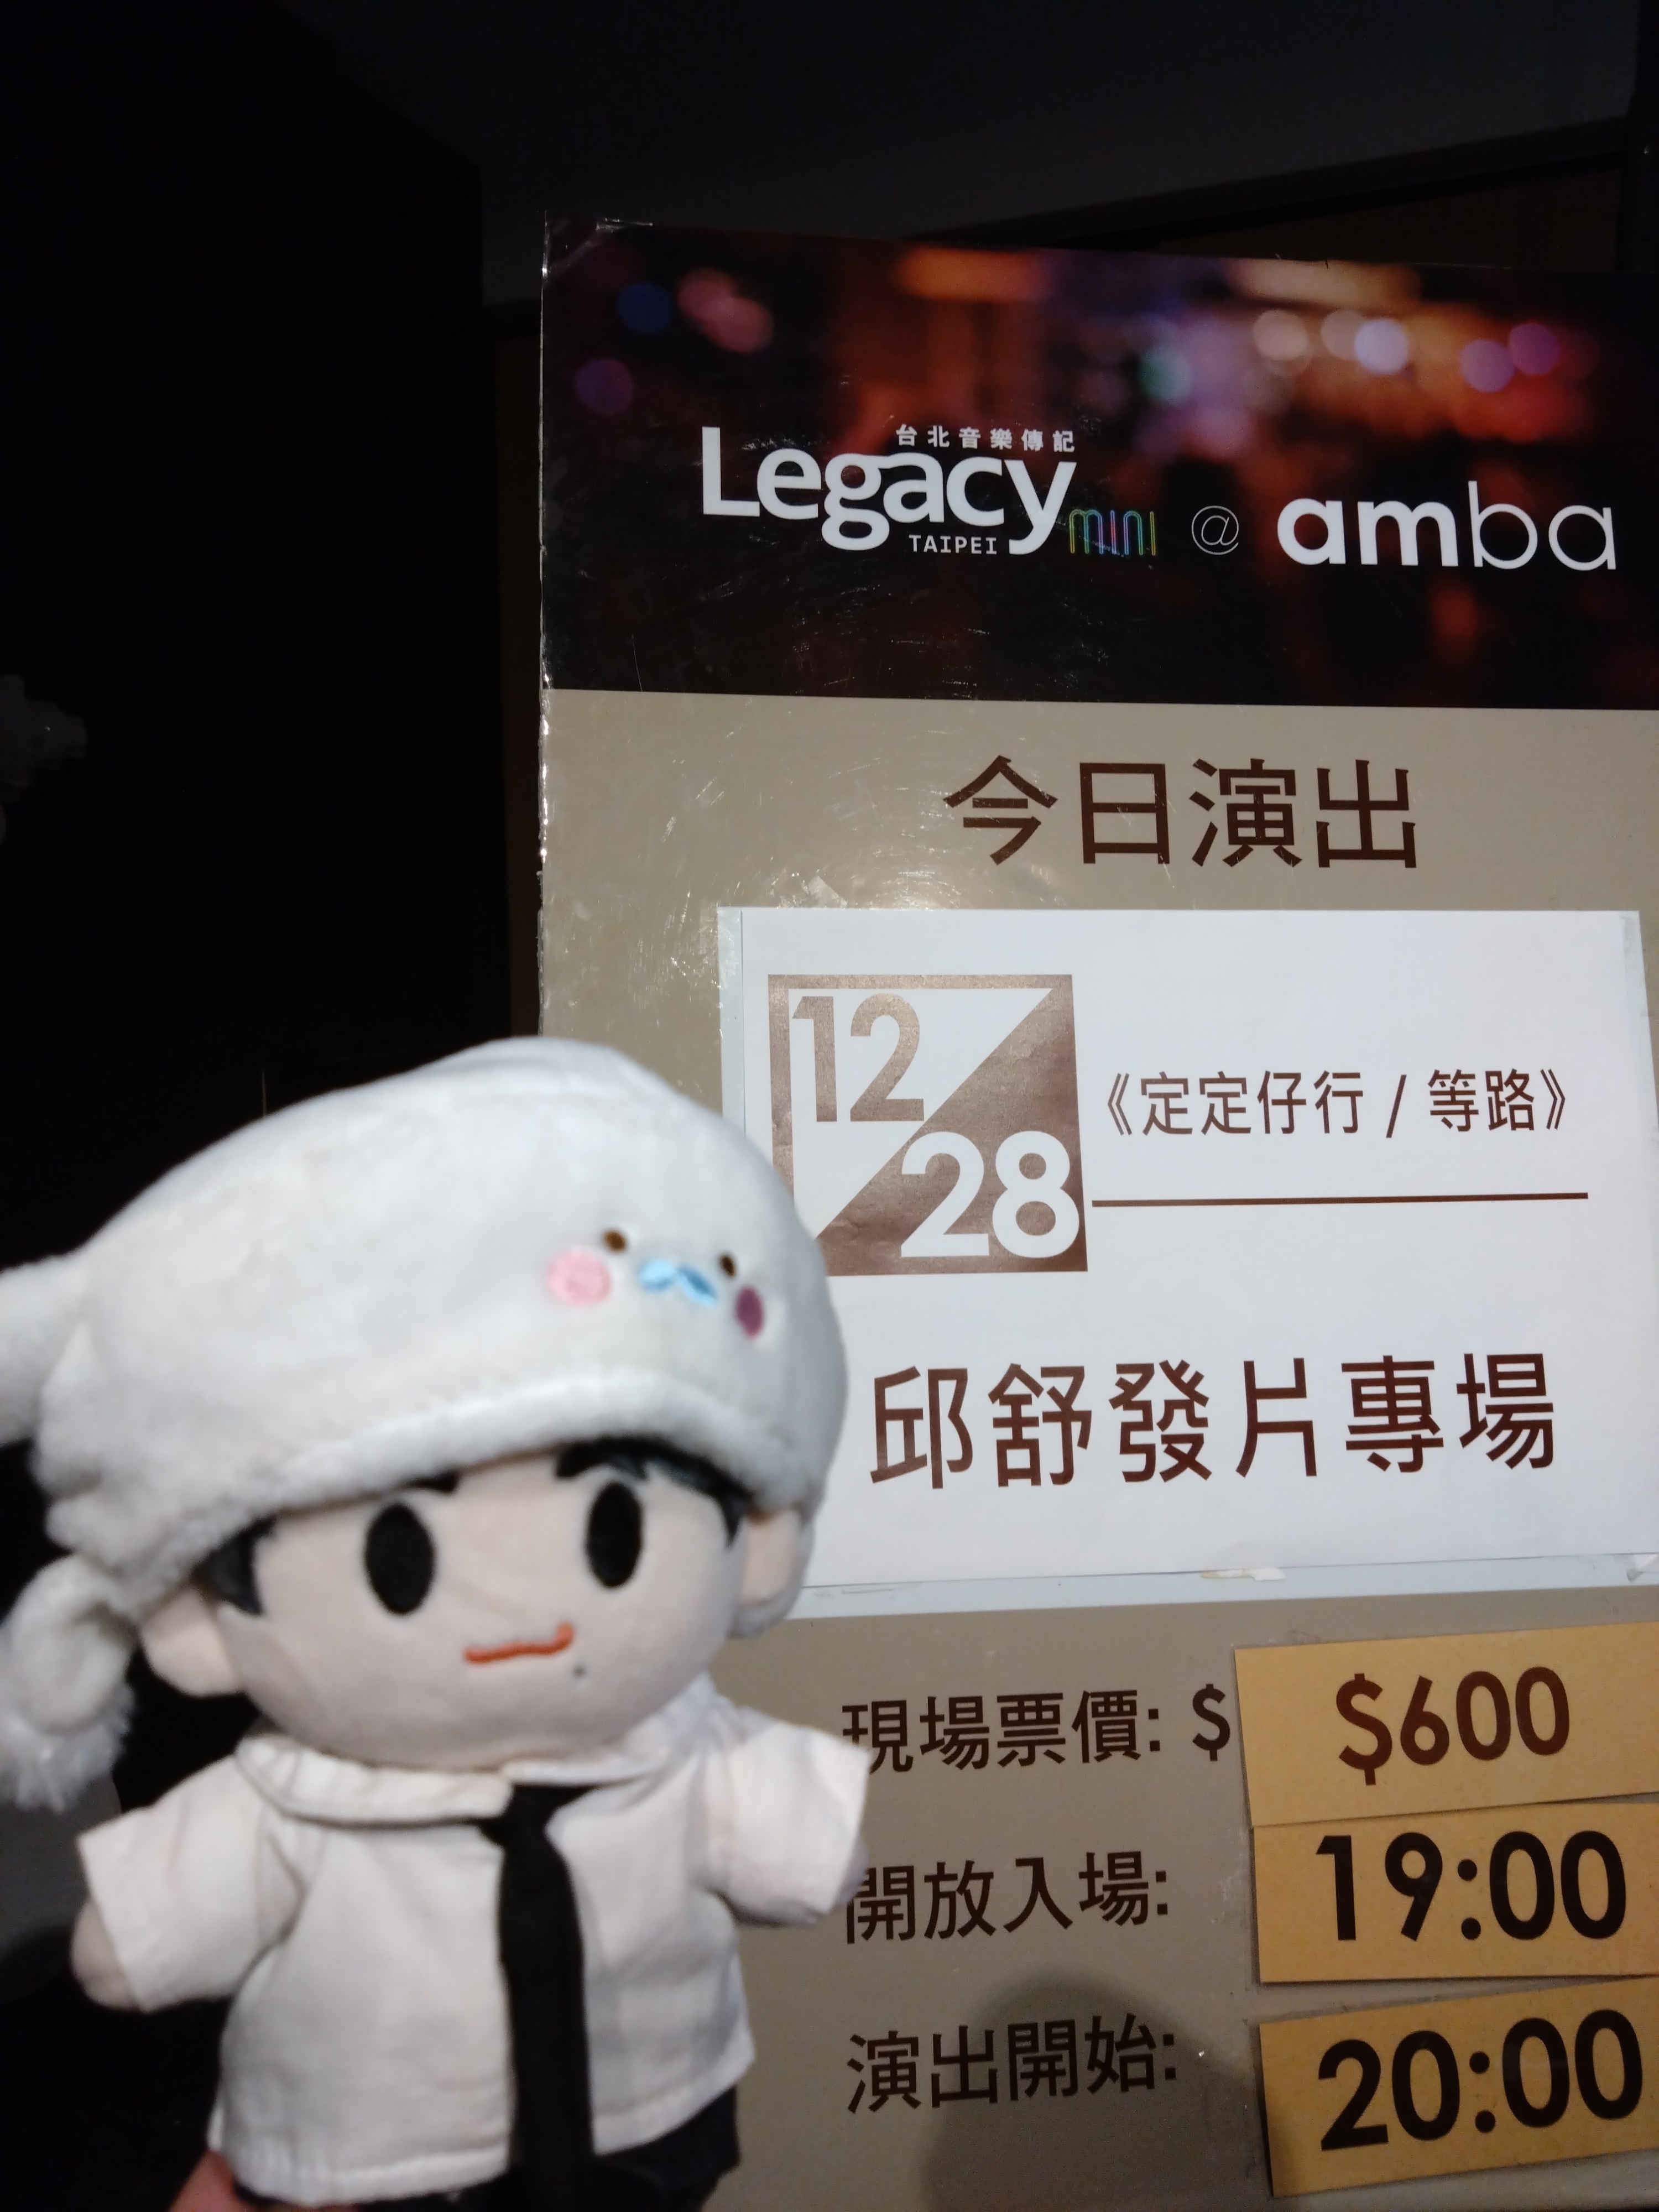 台北音樂傳記
Legacy mini @ amba
TAIPEI
今日演出
12
28
《定定仔行 / 等路》
邱舒發片專場
現場票價: $ $600
開放入場: 19:00
演出開始: 20:00